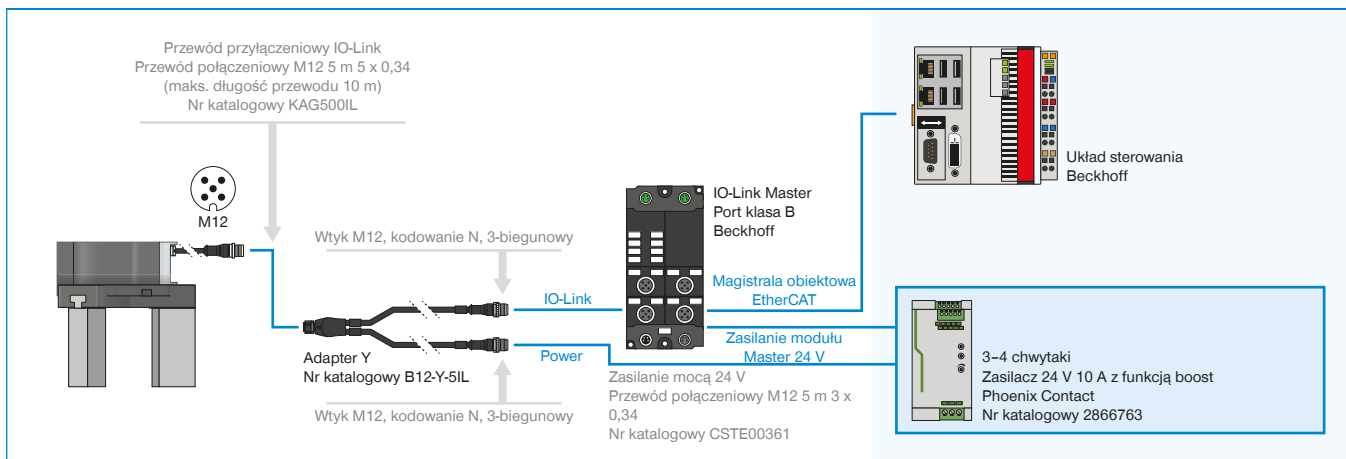 Przewód przyłączeniowy IO-Link
Przewód połączeniowy M12 5 m 5 x 0,34
(maks. długość przewodu 10 m)
Nr katalogowy KAG500IL
M12
Wtyk M12, kodowanie N, 3-biegunowy
IO-Link
Adapter Y
Nr katalogowy B12-Y-5IL
Power
Wtyk M12, kodowanie N, 3-biegunowy
IO-Link Master
Port klasa B
Beckhoff
Magistrala obiektowa
EtherCAT
Zasilanie modułu
Master 24 V
Zasilanie mocą 24 V
Przewód połączeniowy M12 5 m 3 x
0,34
Nr katalogowy CSTE00361
Układ sterowania
Beckhoff
3–4 chwytaki
Zasilacz 24 V 10 A z funkcją boost
Phoenix Contact
Nr katalogowy 2866763